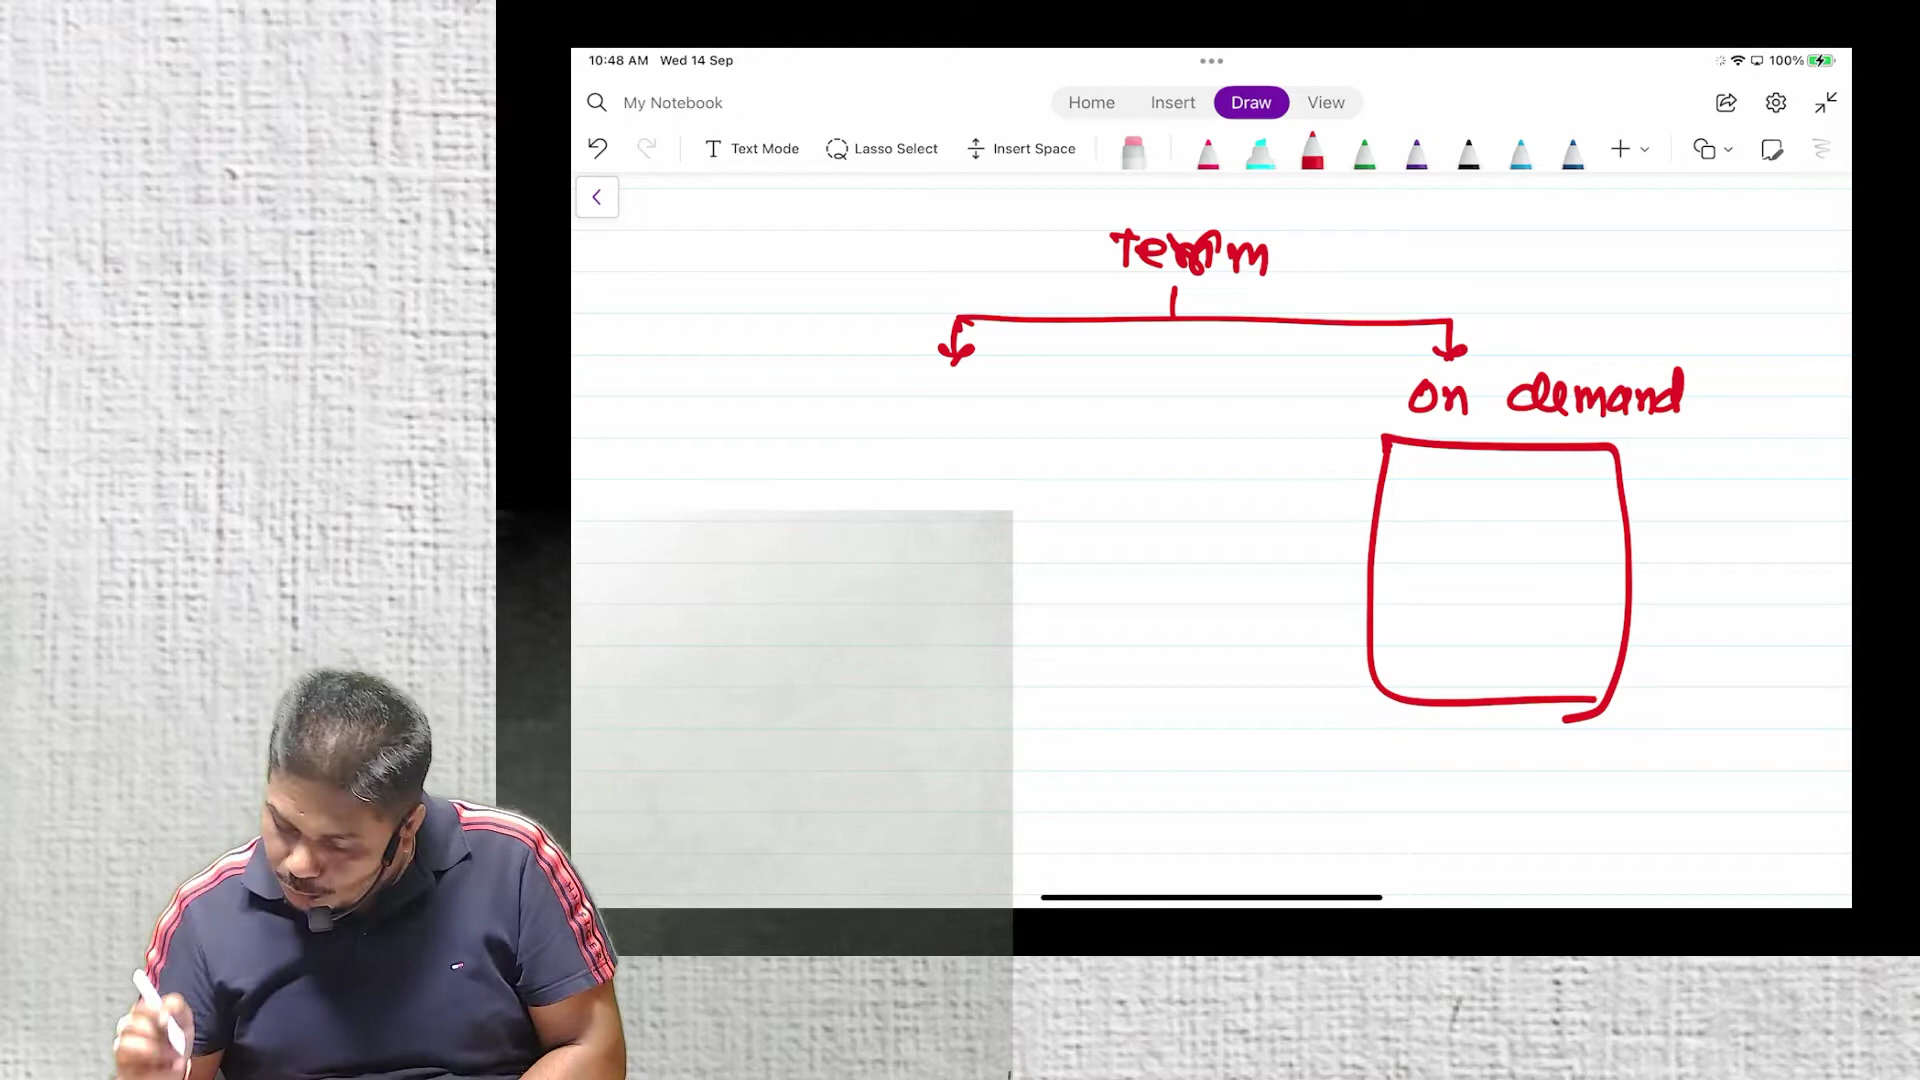 10:48 AM Wed 14 Sep
100%
My Notebook
Home Insert Draw View
Text Mode Lasso Select Insert Space
on demand